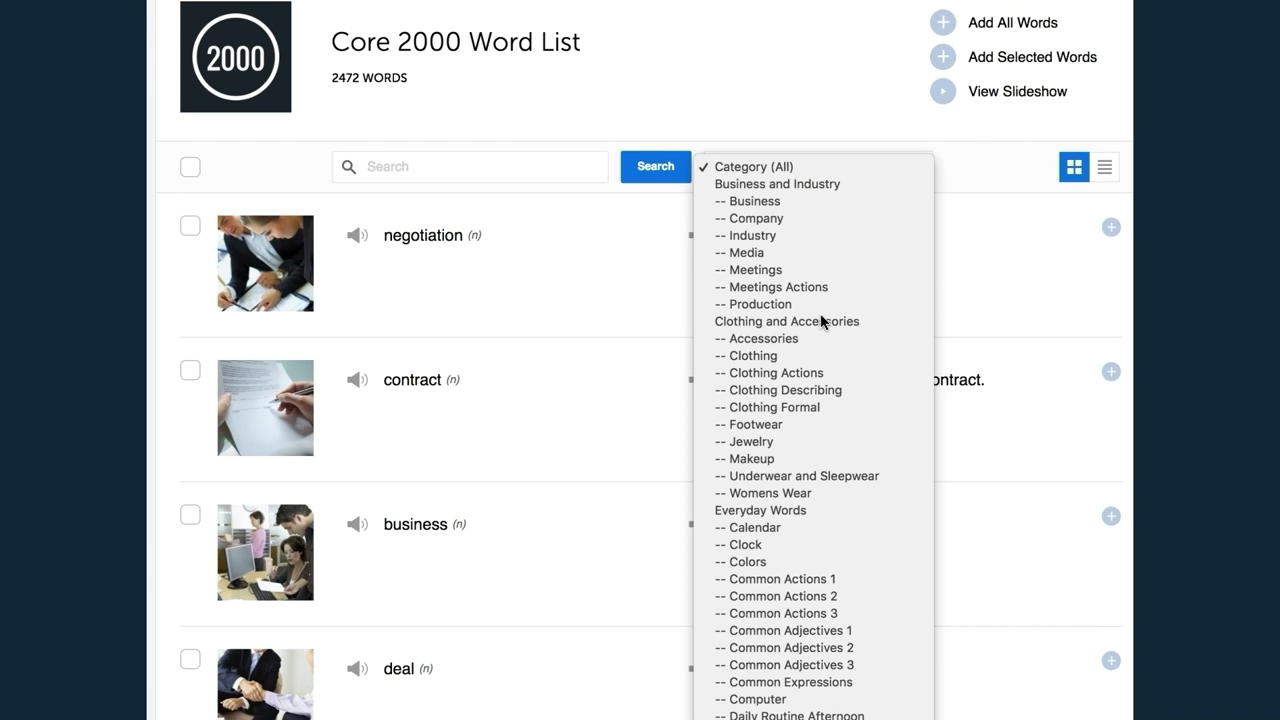 2000
Core 2000 Word List
2472 WORDS
Add All Words
Add Selected Words
View Slideshow
Search
Search
✓ Category (All)
Business and Industry
-- Business
-- Company
-- Industry
-- Media
-- Meetings
-- Meetings Actions
-- Production
Clothing and Accessories
-- Accessories
-- Clothing
-- Clothing Actions
-- Clothing Describing
-- Clothing Formal
-- Footwear
-- Jewelry
-- Makeup
-- Underwear and Sleepwear
-- Womens Wear
Everyday Words
-- Calendar
-- Clock
-- Colors
-- Common Actions 1
-- Common Actions 2
-- Common Actions 3
-- Common Adjectives 1
-- Common Adjectives 2
-- Common Adjectives 3
-- Common Expressions
-- Computer
-- Daily Routine Afternoon
negotiation (n)
contract (n)
ontract.
business (n)
deal (n)